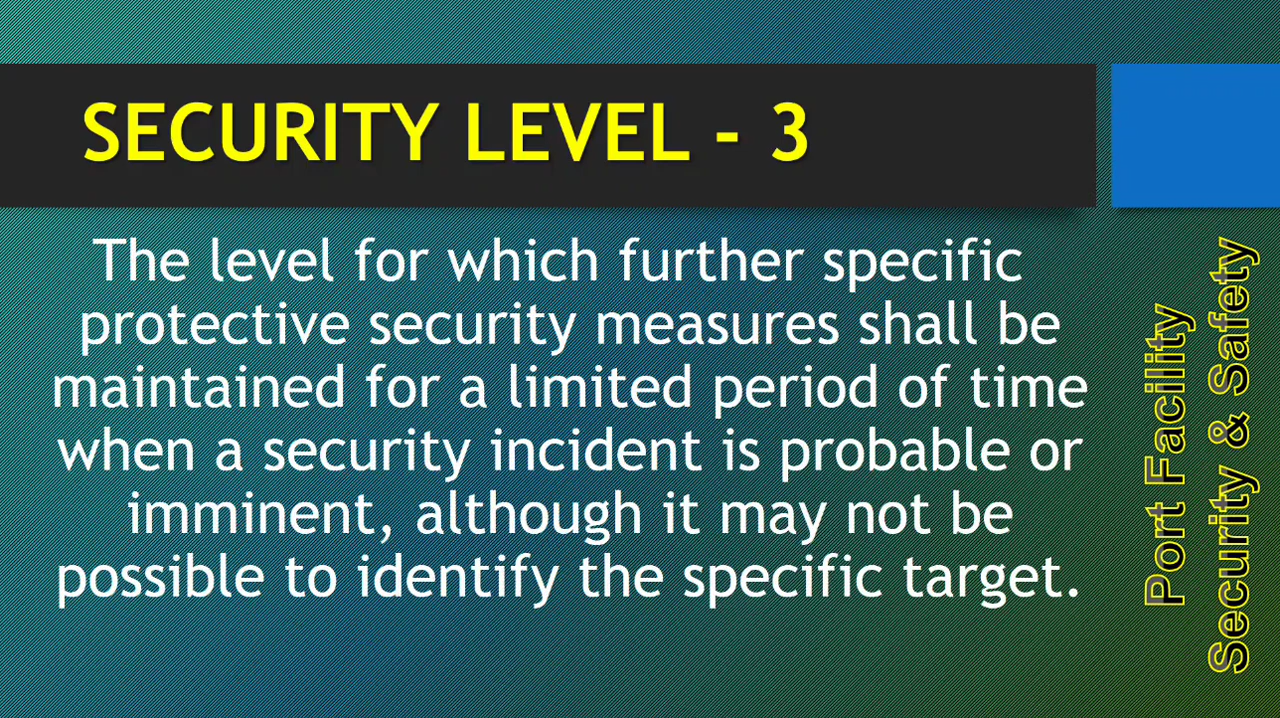 SECURITY LEVEL - 3
The level for which further specific
protective security measures shall be
maintained for a limited period of time
when a security incident is probable or
imminent, although it may not be
possible to identify the specific target.
Port Facility
Security & Safety